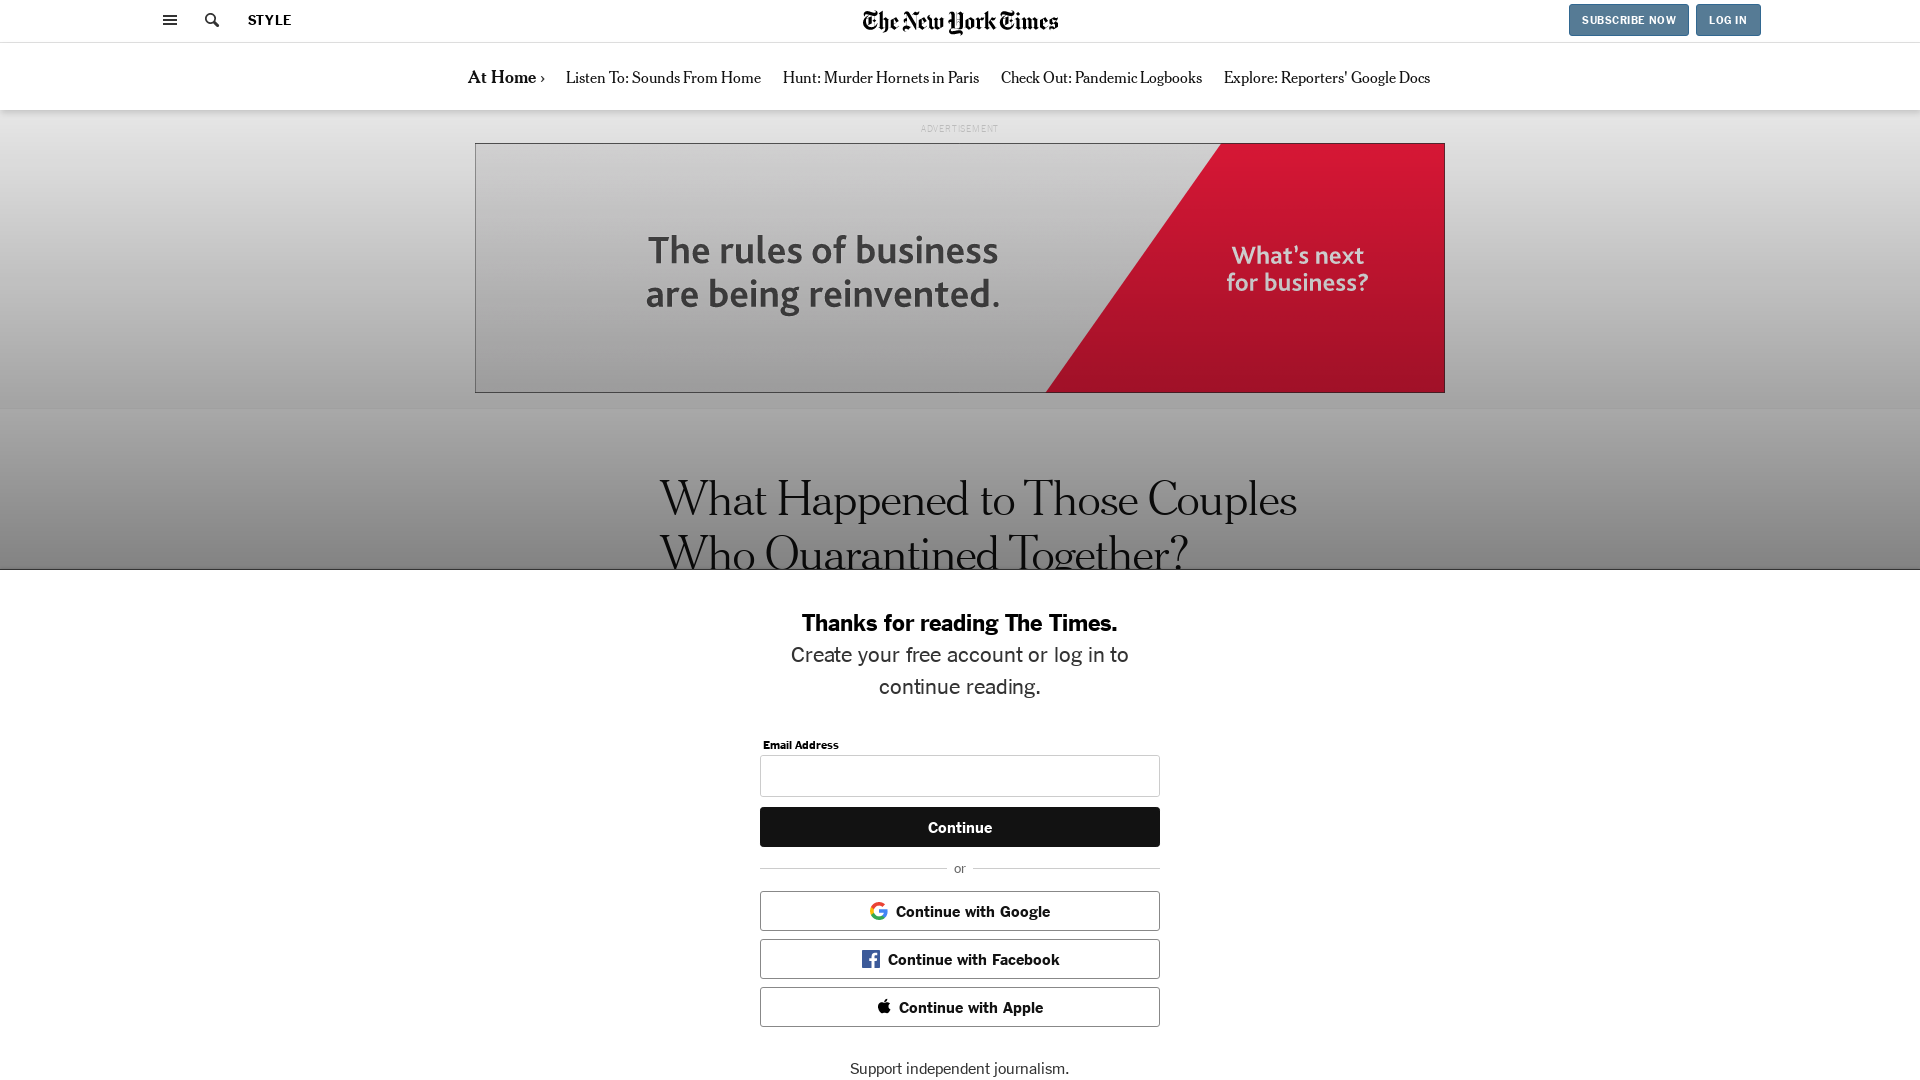 STYLE
The New York Times
SUBSCRIBE NOW
LOG IN
At Home ›
Listen To: Sounds From Home
Hunt: Murder Hornets in Paris
Check Out: Pandemic Logbooks
Explore: Reporters' Google Docs
ADVERTISEMENT
The rules of business
are being reinvented.
What's next
for business?
What Happened to Those Couples
Who Quarantined Together?
Thanks for reading The Times.
Create your free account or log in to
continue reading.
Email Address
Continue
or
Continue with Google
Continue with Facebook
Continue with Apple
Support independent journalism.